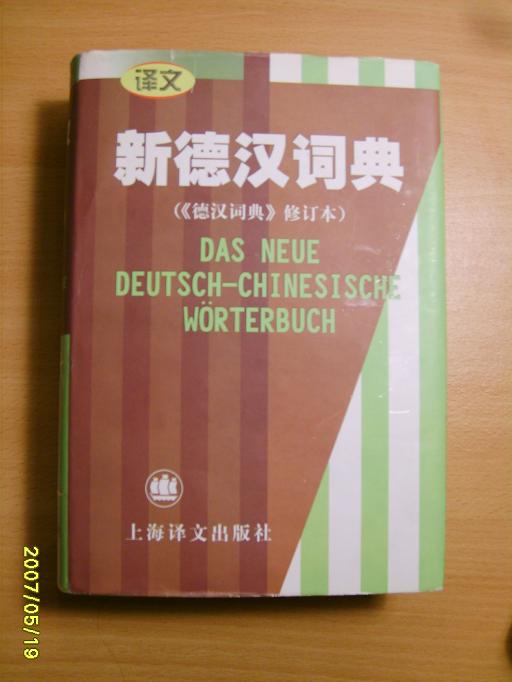 译文
新德汉词典
(《德汉词典》修订本)
DAS NEUE
DEUTSCH-CHINESISCHE
WÖRTERBUCH
上海译文出版社
2007/05/19